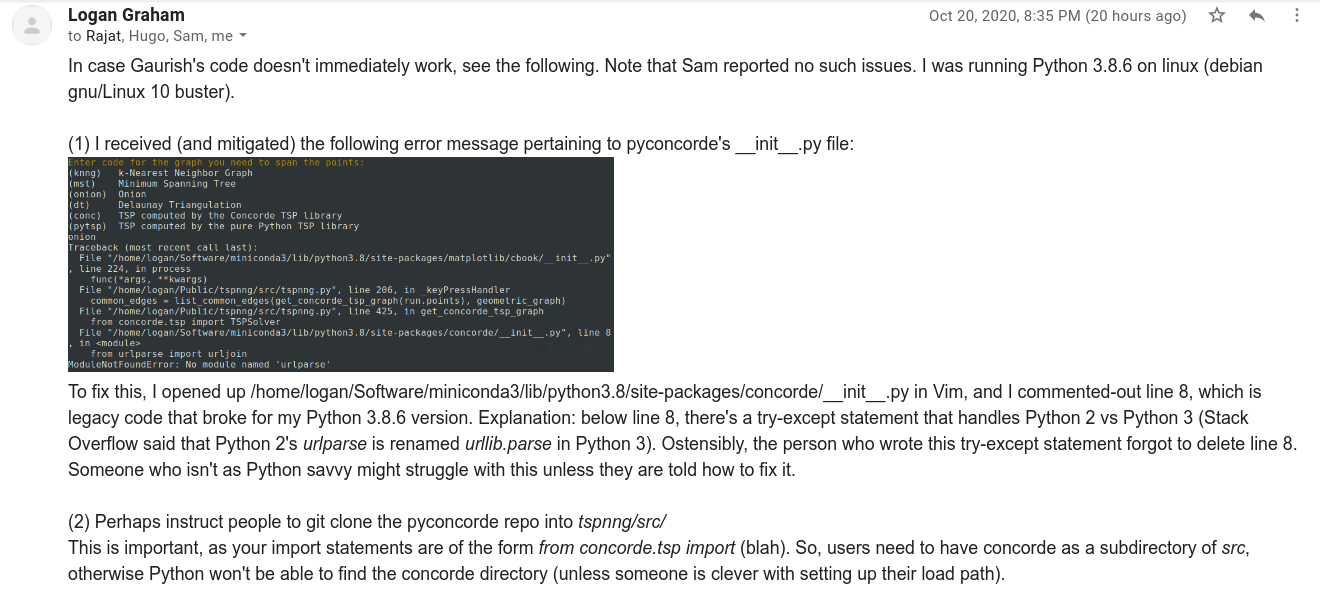 Logan Graham
Oct 20, 2020, 8:35 PM (20 hours ago)
to Rajat, Hugo, Sam, me
In case Gaurish's code doesn't immediately work, see the following. Note that Sam reported no such issues. I was running Python 3.8.6 on linux (debian
gnu/Linux 10 buster).
(1) I received (and mitigated) the following error message pertaining to pyconcorde's __init__.py file:
Enter code for the graph you need to span the points:
(knng) k-Nearest Neighbor Graph
(mst) Minimum Spanning Tree
(onion) Onion
(dt) Delaunay Triangulation
(conc) TSP computed by the Concorde TSP library
(pytsp) TSP computed by the pure Python TSP library
onion
Traceback (most recent call last):
File "/home/logan/Software/miniconda3/lib/python3.8/site-packages/matplotlib/cbook/__init__.py"
, line 224, in process
func(*args, **kwargs)
File "/home/logan/Public/tspnng/src/tspnng.py", line 206, in _keyPressHandler
common_edges = list_common_edges(get_concorde_tsp_graph(run.points), geometric_graph)
File "/home/logan/Public/tspnng/src/tspnng.py", line 425, in get_concorde_tsp_graph
from concorde.tsp import TSPSolver
File "/home/logan/Software/miniconda3/lib/python3.8/site-packages/concorde/__init__.py", line 8
, in <module>
from urlparse import urljoin
ModuleNotFoundError: No module named 'urlparse'
To fix this, I opened up /home/logan/Software/miniconda3/lib/python3.8/site-packages/concorde/__init__.py in Vim, and I commented-out line 8, which is
legacy code that broke for my Python 3.8.6 version. Explanation: below line 8, there's a try-except statement that handles Python 2 vs Python 3 (Stack
Overflow said that Python 2's urlparse is renamed urllib.parse in Python 3). Ostensibly, the person who wrote this try-except statement forgot to delete line 8.
Someone who isn't as Python savvy might struggle with this unless they are told how to fix it.
(2) Perhaps instruct people to git clone the pyconcorde repo into tspnng/src/
This is important, as your import statements are of the form from concorde.tsp import (blah). So, users need to have concorde as a subdirectory of src,
otherwise Python won't be able to find the concorde directory (unless someone is clever with setting up their load path).